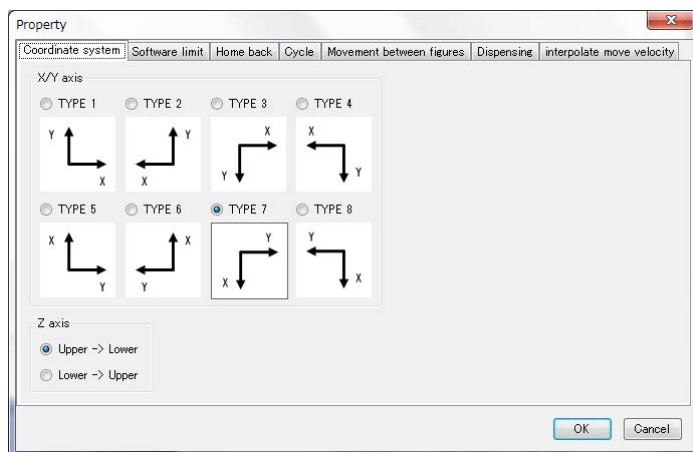 Property
Coordinate system Software limit Home back Cycle Movement between figures Dispensing interpolate move velocity
X/Y axis
TYPE 1 TYPE 2 TYPE 3 TYPE 4
Y X Y X X Y X Y
TYPE 5 TYPE 6 TYPE 7 TYPE 8
X Y X Y Y X Y X
Z axis
Upper -> Lower
Lower -> Upper
OK Cancel